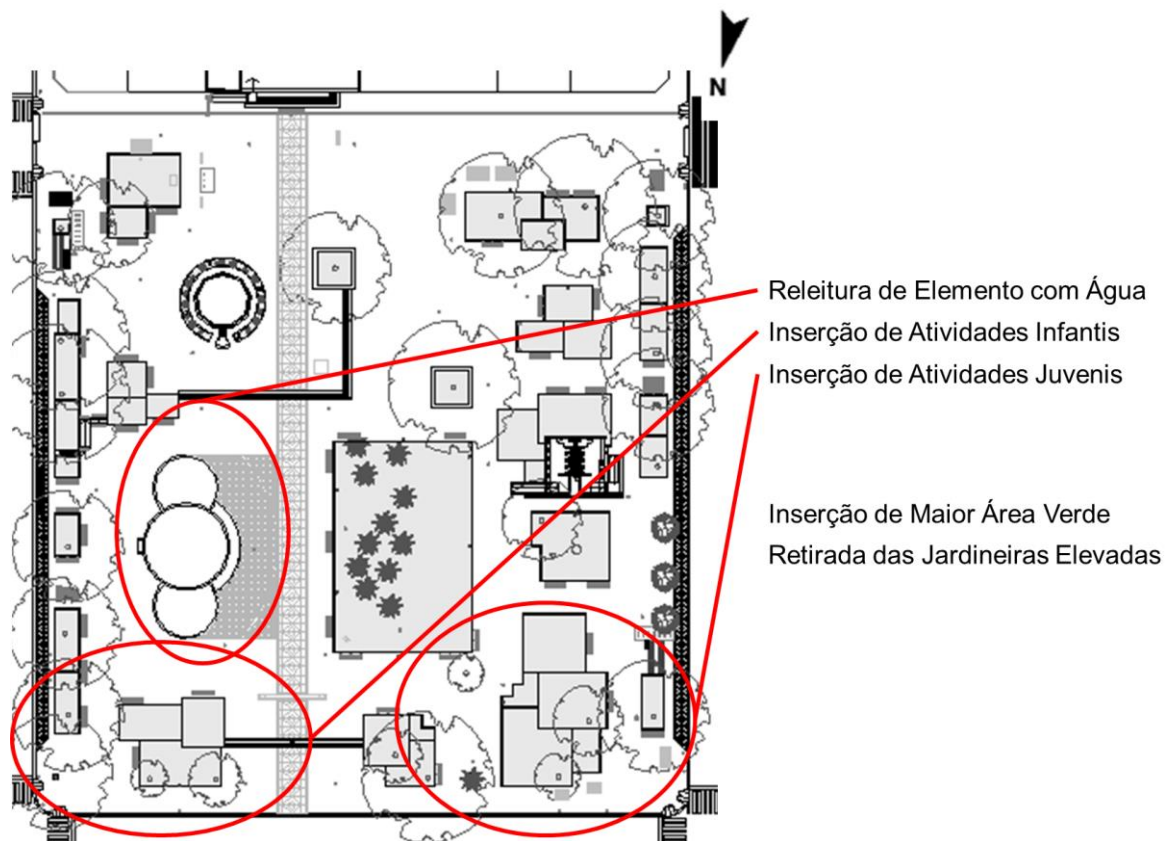 N
Releitura de Elemento com Água
Inserção de Atividades Infantis
Inserção de Atividades Juvenis
Inserção de Maior Área Verde
Retirada das Jardineiras Elevadas